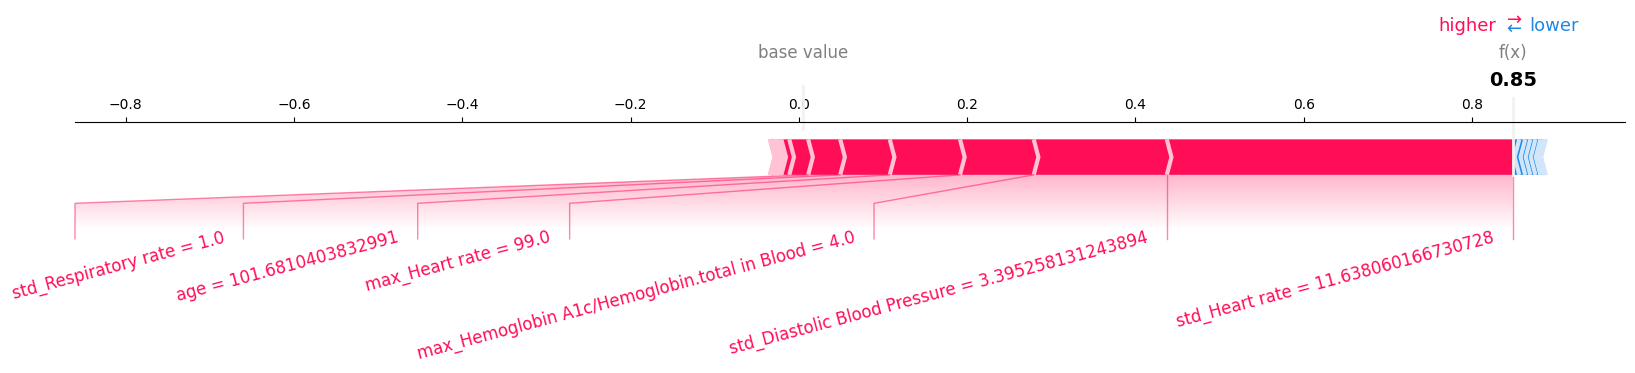 higher ⇄ lower
base value
f(x)
0.85
−0.8 −0.6 −0.4 −0.2 0.0 0.2 0.4 0.6 0.8
std_Respiratory rate = 1.0
age = 101.6810403832991
max_Heart rate = 99.0
max_Hemoglobin A1c/Hemoglobin.total in Blood = 4.0
std_Diastolic Blood Pressure = 3.395258131243894
std_Heart rate = 11.638060166730728